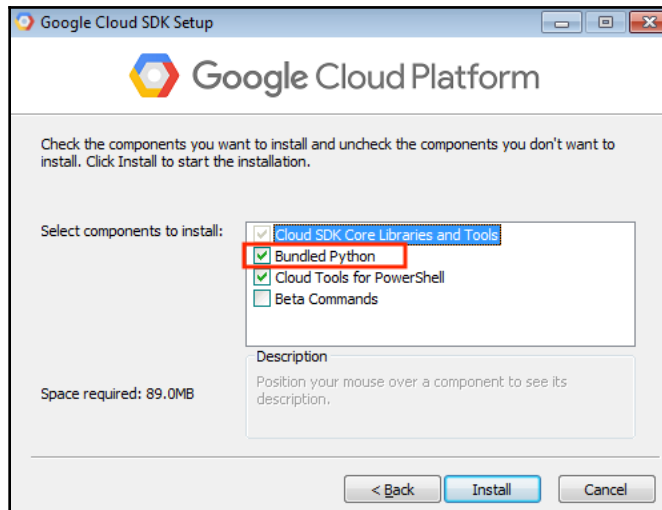 Google Cloud SDK Setup
Google Cloud Platform
Check the components you want to install and uncheck the components you don't want to
install. Click Install to start the installation.
Select components to install:
Cloud SDK Core Libraries and Tools
Bundled Python
Cloud Tools for PowerShell
Beta Commands
Description
Position your mouse over a component to see its
description.
Space required: 89.0MB
< Back
Install
Cancel